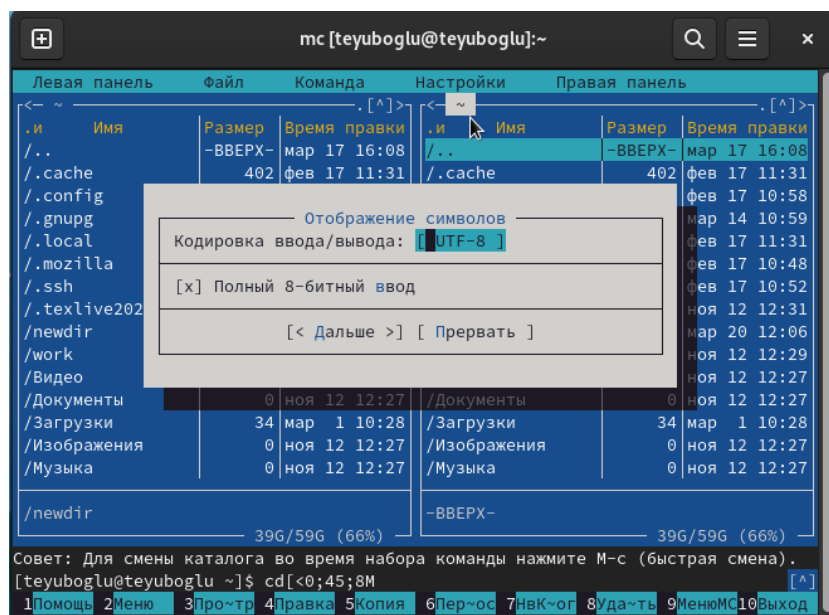 mc [teyuboglu@teyuboglu]:~
Левая панель Файл Команда Настройки Правая панель
<— ~ .[^]> <— ~ .[^]>
.и Имя Размер Время правки .и Имя Размер Время правки
/.. -ВВЕРХ- мар 17 16:08 /.. -ВВЕРХ- мар 17 16:08
/.cache 402 фев 17 11:31 /.cache 402 фев 17 11:31
/.config фев 17 10:58
/.gnupg мар 14 10:59
/.local фев 17 11:31
/.mozilla фев 17 10:48
/.ssh фев 17 10:52
/.texlive202 ноя 12 12:31
/newdir мар 20 12:06
/work ноя 12 12:29
/Видео ноя 12 12:27
Отображение символов
Кодировка ввода/вывода: [ UTF-8 ]
[x] Полный 8-битный ввод
[< Дальше >] [ Прервать ]
/Документы 0 ноя 12 12:27 /Документы 0 ноя 12 12:27
/Загрузки 34 мар 1 10:28 /Загрузки 34 мар 1 10:28
/Изображения 0 ноя 12 12:27 /Изображения 0 ноя 12 12:27
/Музыка 0 ноя 12 12:27 /Музыка 0 ноя 12 12:27
/newdir -ВВЕРХ-
39G/59G (66%) 39G/59G (66%)
Совет: Для смены каталога во время набора команды нажмите M-c (быстрая смена).
[teyuboglu@teyuboglu ~]$ cd[<0;45;8M [^]
1Помощь 2Меню 3Про~тр 4Правка 5Копия 6Пер~ос 7НвК~ог 8Уда~ть 9МенюMC 10Выход